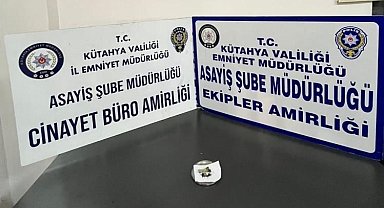 T.C.
KÜTAHYA VALİLİĞİ
İL EMNİYET MÜDÜRLÜĞÜ
ASAYİŞ ŞUBE MÜDÜRLÜĞÜ
CİNAYET BÜRO AMİRLİĞİ
T.C.
KÜTAHYA VALİLİĞİ
EMNİYET MÜDÜRLÜĞÜ
ASAYİŞ ŞUBE MÜDÜRLÜĞÜ
EKİPLER AMİRLİĞİ